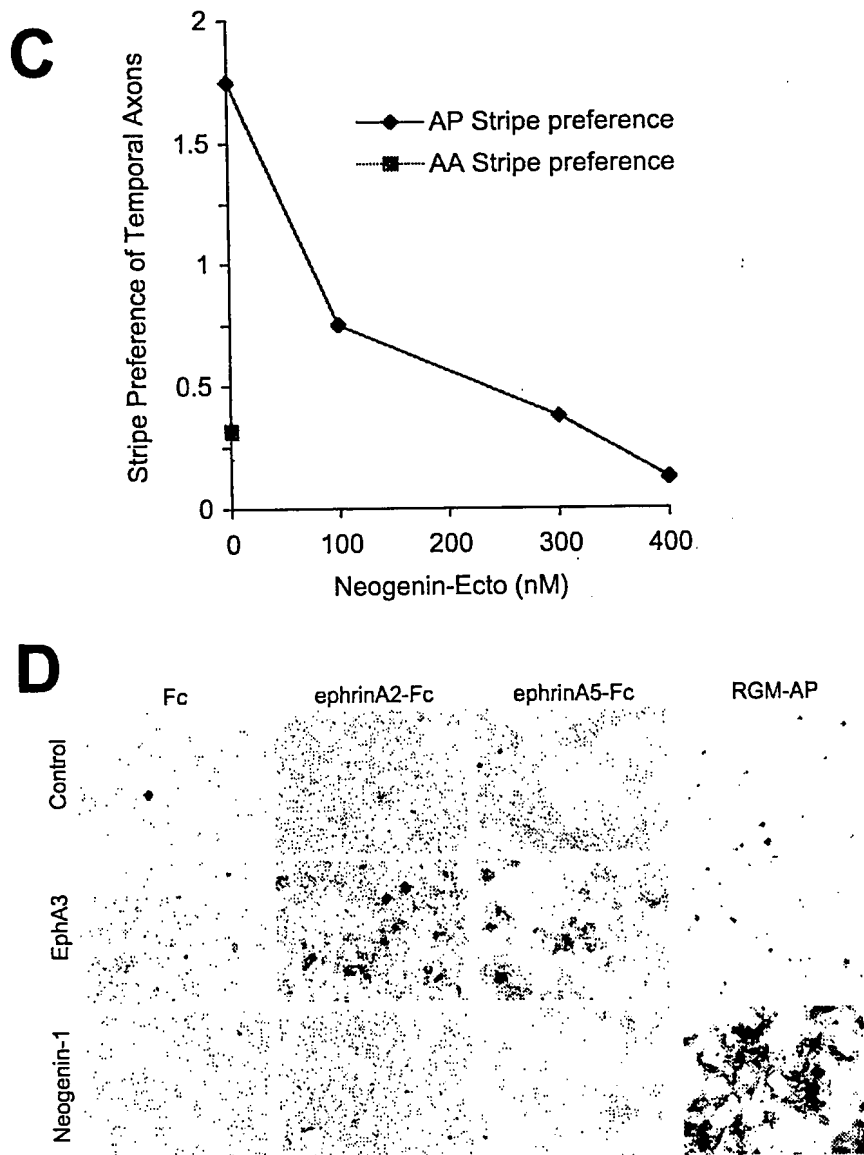 C
Stripe Preference of Temporal Axons
2
1.5
1
0.5
0
AP Stripe preference
AA Stripe preference
0 100 200 300 400
Neogenin-Ecto (nM)
D
Fc ephrinA2-Fc ephrinA5-Fc RGM-AP
Control
EphA3
Neogenin-1